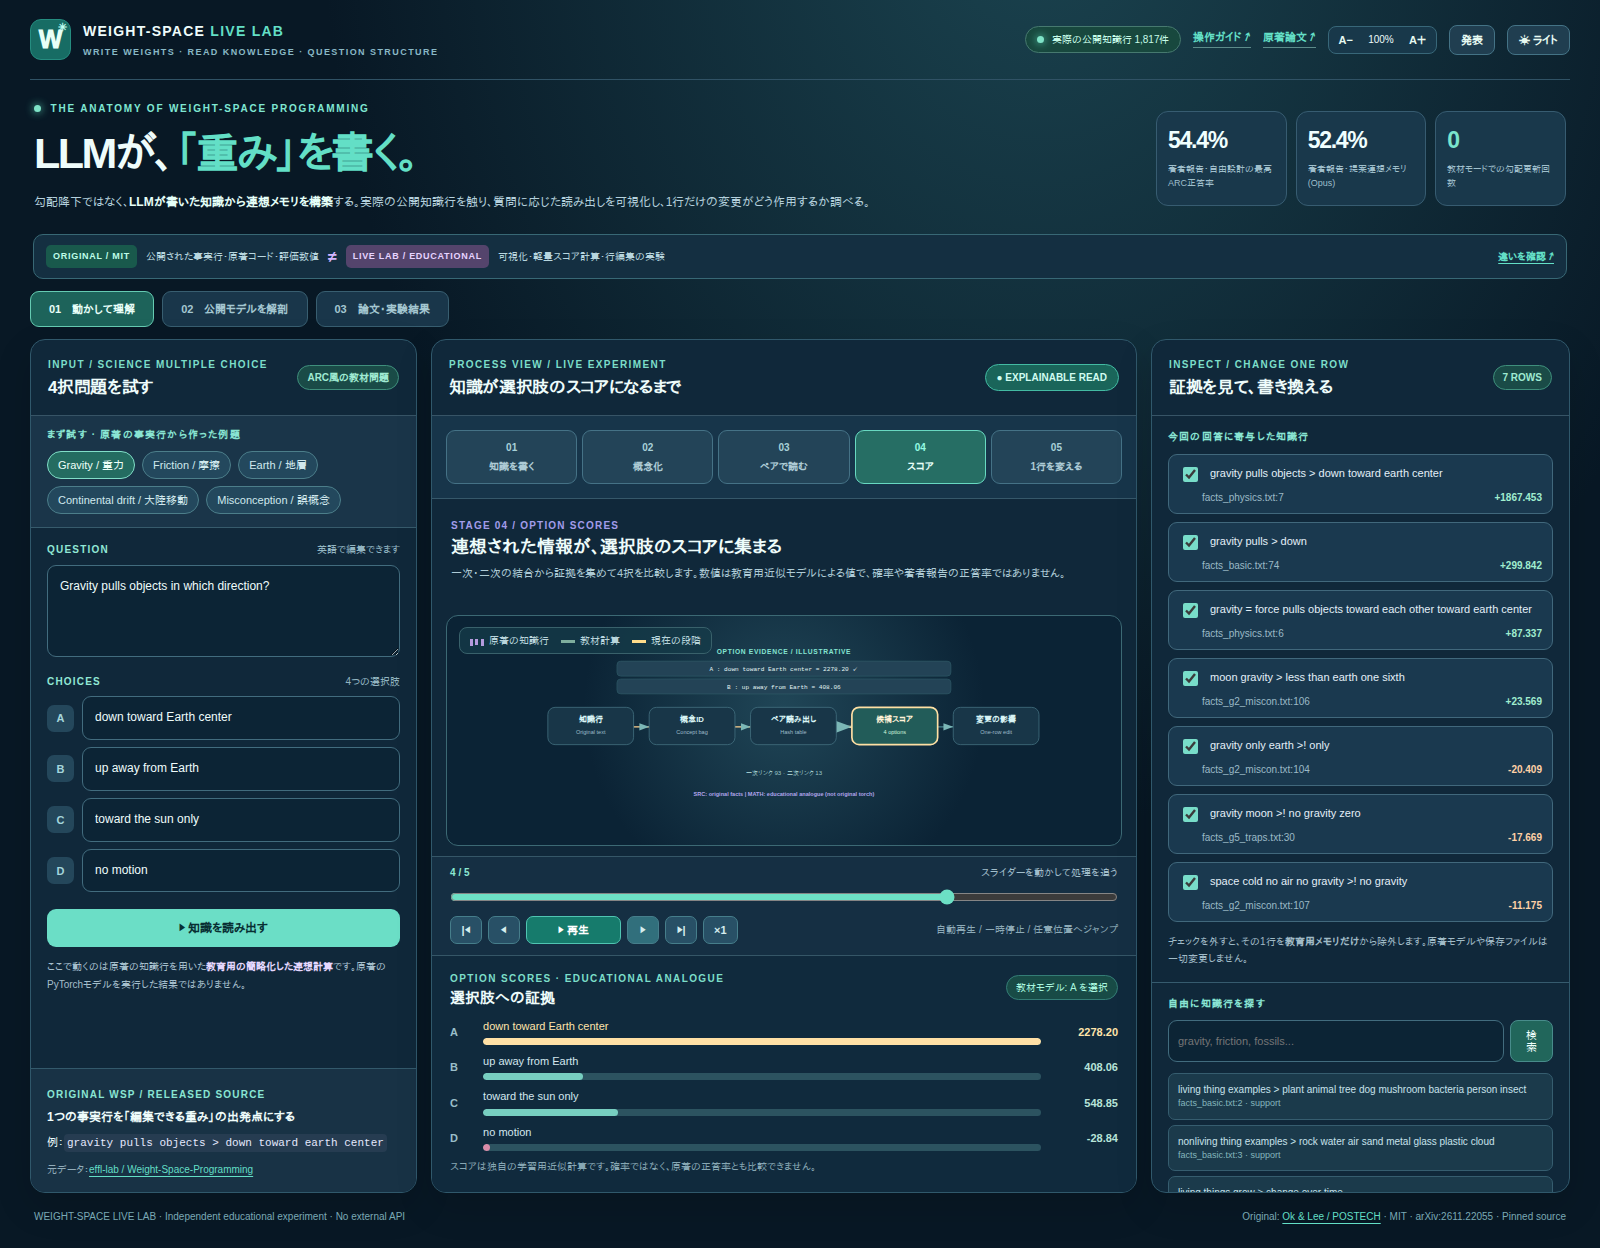 W
WEIGHT-SPACE LIVE LAB
WRITE WEIGHTS · READ KNOWLEDGE · QUESTION STRUCTURE
実際の公開知識行 1,817件
操作ガイド↗
原著論文↗
A− 100% A+
発表
☀ ライト
THE ANATOMY OF WEIGHT-SPACE PROGRAMMING
LLMが、「重み」を書く。
勾配降下ではなく、LLMが書いた知識から連想メモリを構築する。実際の公開知識行を触り、質問に応じた読み出しを可視化し、1行だけの変更がどう作用するか調べる。
54.4%
著者報告・自由設計の最高ARC正答率
52.4%
著者報告・提案連想メモリ (Opus)
0
教材モードでの勾配更新回数
ORIGINAL / MIT 公開された事実行・原著コード・評価数値 ≠ LIVE LAB / EDUCATIONAL 可視化・軽量スコア計算・行編集の実験
違いを確認↗
01 動かして理解
02 公開モデルを解剖
03 論文・実験結果
INPUT / SCIENCE MULTIPLE CHOICE
4択問題を試す
ARC風の教材問題
まず試す · 原著の事実行から作った例題
Gravity / 重力
Friction / 摩擦
Earth / 地層
Continental drift / 大陸移動
Misconception / 誤概念
QUESTION
英語で編集できます
Gravity pulls objects in which direction?
CHOICES
4つの選択肢
A down toward Earth center
B up away from Earth
C toward the sun only
D no motion
▶ 知識を読み出す
ここで動くのは原著の知識行を用いた教育用の簡略化した連想計算です。原著の
PyTorchモデルを実行した結果ではありません。
ORIGINAL WSP / RELEASED SOURCE
1つの事実行を「編集できる重み」の出発点にする
例: gravity pulls objects > down toward earth center
元データ: effl-lab / Weight-Space-Programming
PROCESS VIEW / LIVE EXPERIMENT
知識が選択肢のスコアになるまで
● EXPLAINABLE READ
01
知識を書く
02
概念化
03
ペアで読む
04
スコア
05
1行を変える
STAGE 04 / OPTION SCORES
連想された情報が、選択肢のスコアに集まる
一次・二次の結合から証拠を集めて4択を比較します。数値は教育用近似モデルによる値で、確率や著者報告の正答率ではありません。
原著の知識行 教材計算 現在の段階
OPTION EVIDENCE / ILLUSTRATIVE
A : down toward Earth center = 2278.20 ✓
B : up away from Earth = 408.06
知識行
Original text
概念ID
Concept bag
ペア読み出し
Hash table
候補スコア
4 options
変更の影響
One-row edit
一次リンク 93 · 二次リンク 13
SRC: original facts | MATH: educational analogue (not original torch)
4 / 5
スライダーを動かして処理を追う
▶ 再生
×1
自動再生 / 一時停止 / 任意位置へジャンプ
OPTION SCORES · EDUCATIONAL ANALOGUE
選択肢への証拠
教材モデル: A を選択
A down toward Earth center 2278.20
B up away from Earth 408.06
C toward the sun only 548.85
D no motion -28.84
スコアは独自の学習用近似計算です。確率ではなく、原著の正答率とも比較できません。
INSPECT / CHANGE ONE ROW
証拠を見て、書き換える
7 ROWS
今回の回答に寄与した知識行
gravity pulls objects > down toward earth center
facts_physics.txt:7 +1867.453
gravity pulls > down
facts_basic.txt:74 +299.842
gravity = force pulls objects toward each other toward earth center
facts_physics.txt:6 +87.337
moon gravity > less than earth one sixth
facts_g2_miscon.txt:106 +23.569
gravity only earth >! only
facts_g2_miscon.txt:104 -20.409
gravity moon >! no gravity zero
facts_g5_traps.txt:30 -17.669
space cold no air no gravity >! no gravity
facts_g2_miscon.txt:107 -11.175
チェックを外すと、その1行を教育用メモリだけから除外します。原著モデルや保存ファイルは
一切変更しません。
自由に知識行を探す
gravity, friction, fossils...
検索
living thing examples > plant animal tree dog mushroom bacteria person insect
facts_basic.txt:2 · support
nonliving thing examples > rock water air sand metal glass plastic cloud
facts_basic.txt:3 · support
living things grow > change over time
WEIGHT-SPACE LIVE LAB · Independent educational experiment · No external API
Original: Ok & Lee / POSTECH · MIT · arXiv:2611.22055 · Pinned source